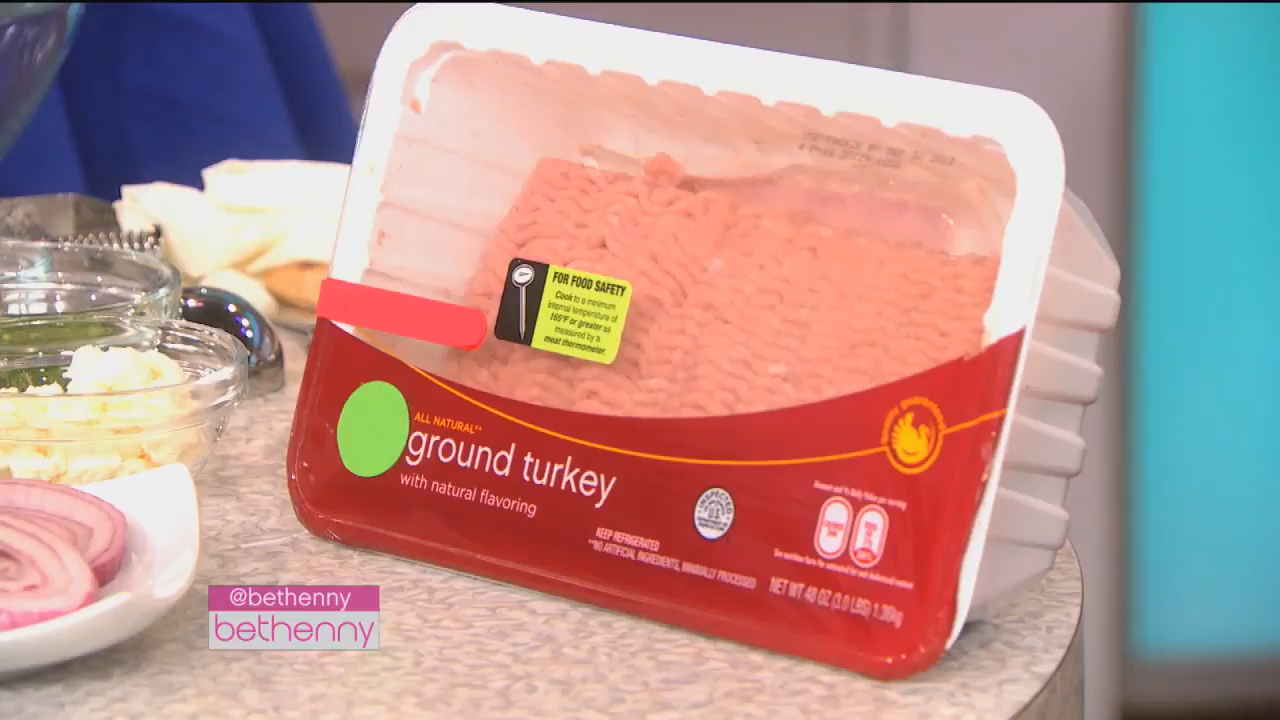 FOR FOOD SAFETY
Cook to a minimum
internal temperature of
165°F or greater as
measured by a
meat thermometer.
ALL NATURAL**
ground turkey
with natural flavoring
INSPECTED
KEEP REFRIGERATED
**NO ARTIFICIAL INGREDIENTS, MINIMALLY PROCESSED
NET WT 48 OZ (3.0 LBS) 1.36kg
@bethenny
bethenny